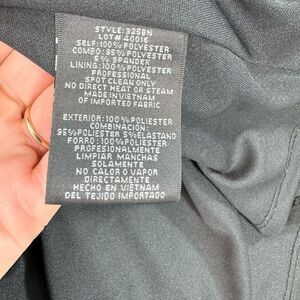 STYLE: 9258N
LOT# 40016
SELF: 100% POLYESTER
COMBO: 95% POLYESTER
5% SPANDEX
LINING: 100% POLYESTER
PROFESSIONAL
SPOT CLEAN ONLY
NO DIRECT HEAT OR STEAM
MADE IN VIETNAM
OF IMPORTED FABRIC
EXTERIOR: 100% POLIESTER
COMBINACION:
95%POLIESTER 5%ELASTANO
FORRO: 100% POLIESTER
PROFESIONALMENTE
LIMPIAR MANCHAS
SOLAMENTE
NO CALOR O VAPOR
DIRECTAMENTE
HECHO EN VIETNAM
DEL TEJIDO IMPORTADO